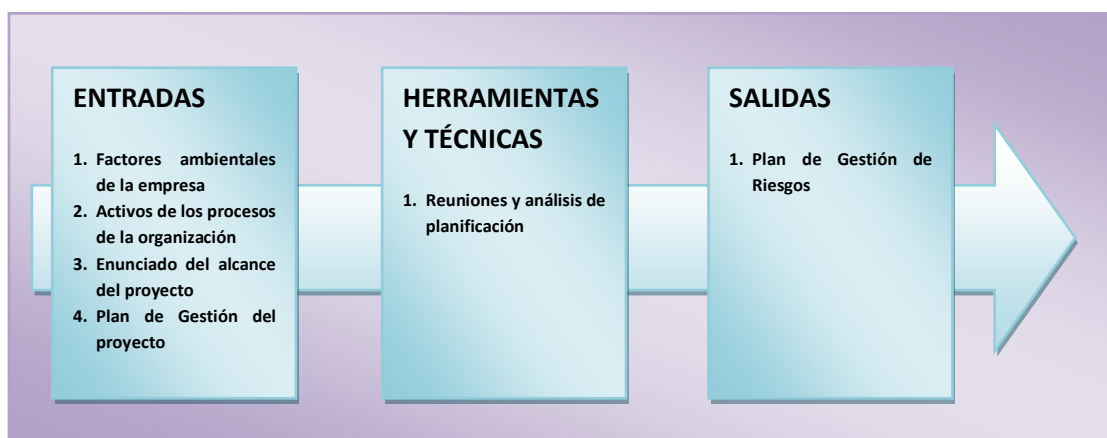 ENTRADAS
1. Factores ambientales
de la empresa
2. Activos de los procesos
de la organización
3. Enunciado del alcance
del proyecto
4. Plan de Gestión del
proyecto
HERRAMIENTAS
Y TÉCNICAS
1. Reuniones y análisis de
planificación
SALIDAS
1. Plan de Gestión de
Riesgos